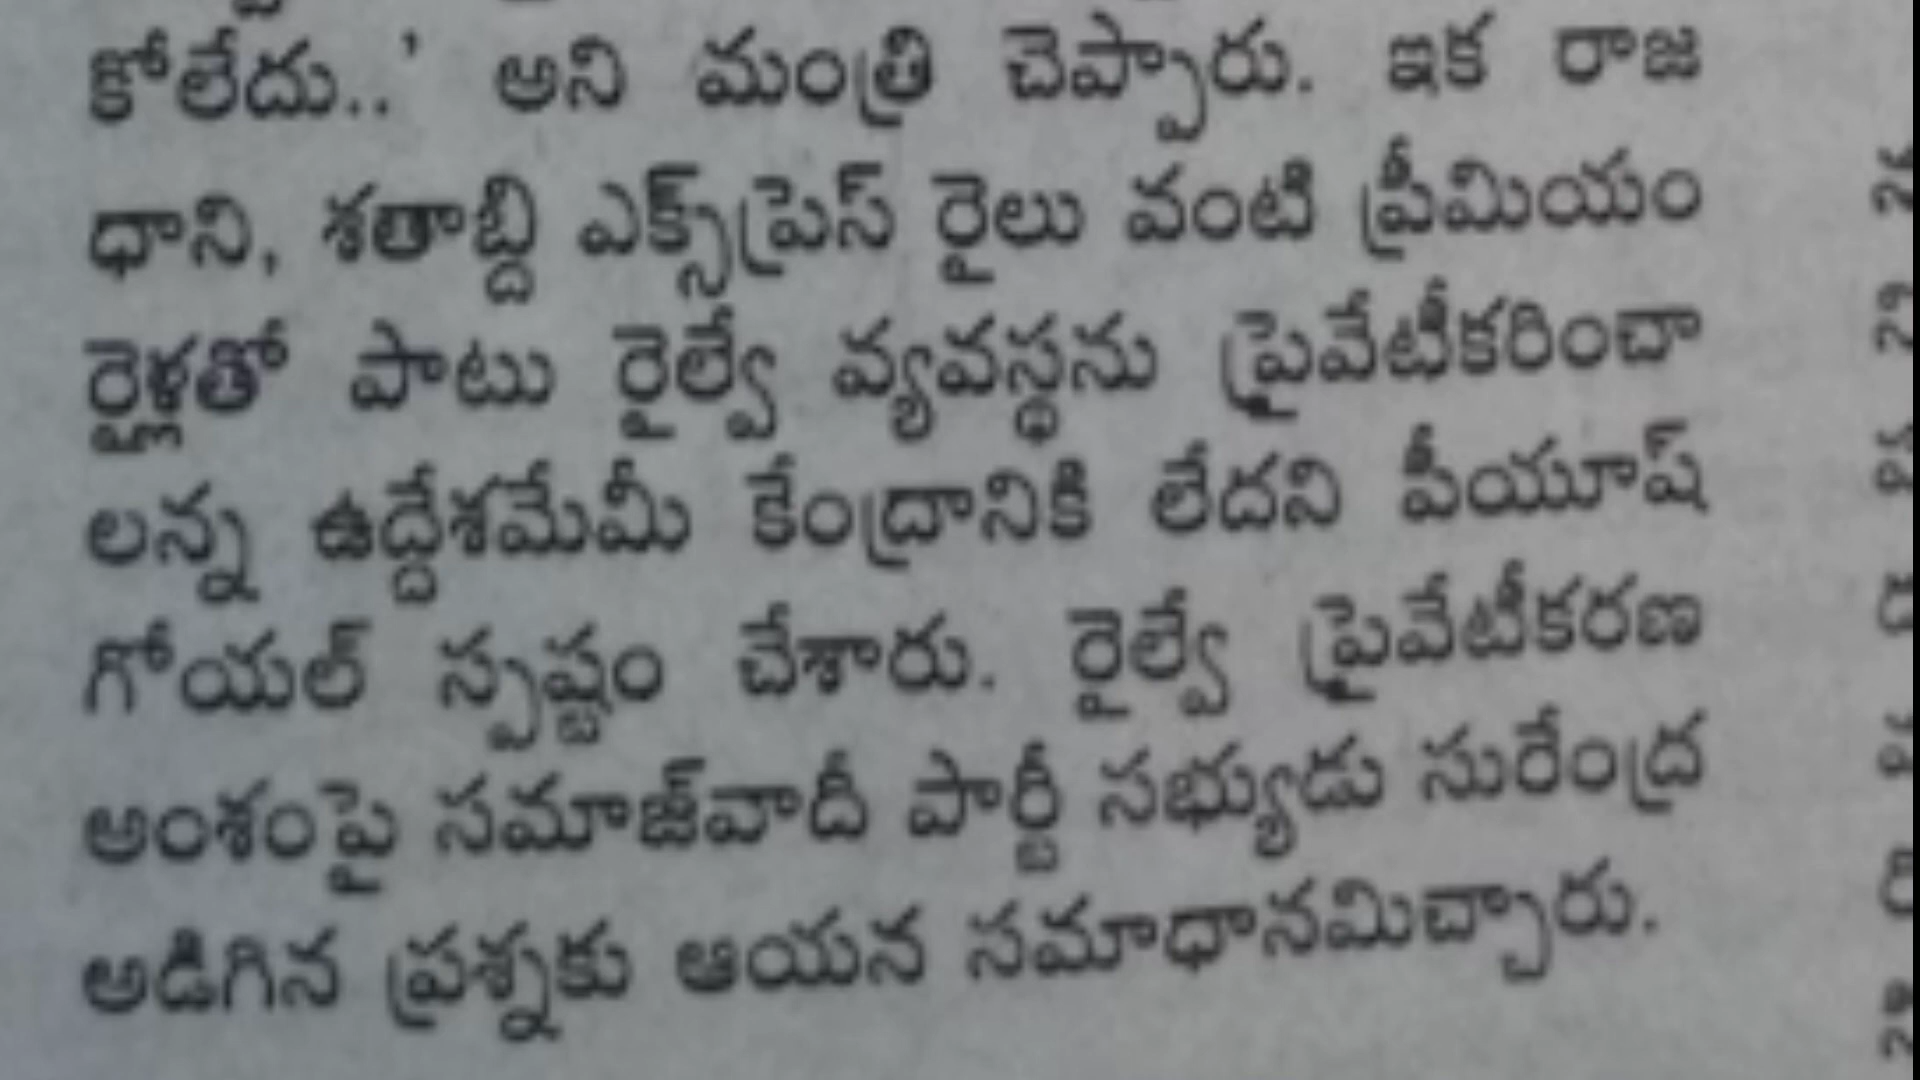 కోలేదు..' అని మంత్రి చెప్పారు. ఇక రాజ
ధాని, శతాబ్ది ఎక్స్‌ప్రెస్ రైలు వంటి ప్రీమియం
రైళ్లతో పాటు రైల్వే వ్యవస్థను ప్రైవేటీకరించా
లన్న ఉద్దేశమేమీ కేంద్రానికి లేదని పీయూష్
గోయల్ స్పష్టం చేశారు. రైల్వే ప్రైవేటీకరణ
అంశంపై సమాజ్‌వాదీ పార్టీ సభ్యుడు సురేంద్ర
అడిగిన ప్రశ్నకు ఆయన సమాధానమిచ్చారు.